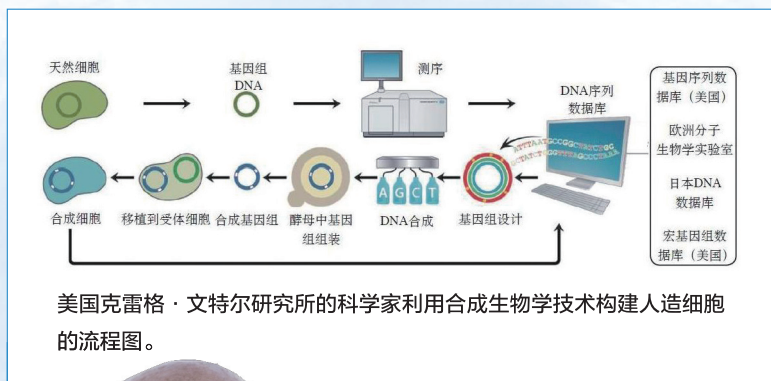 天然细胞
基因组
DNA
测序
DNA序列
数据库
基因序列数
据库（美国）
欧洲分子
生物学实验室
日本DNA
数据库
宏基因组数
据库（美国）
合成细胞
移植到受体细胞
合成基因组
酵母中基因
组组装
A G C T
DNA合成
基因组设计
美国克雷格·文特尔研究所的科学家利用合成生物学技术构建人造细胞
的流程图。